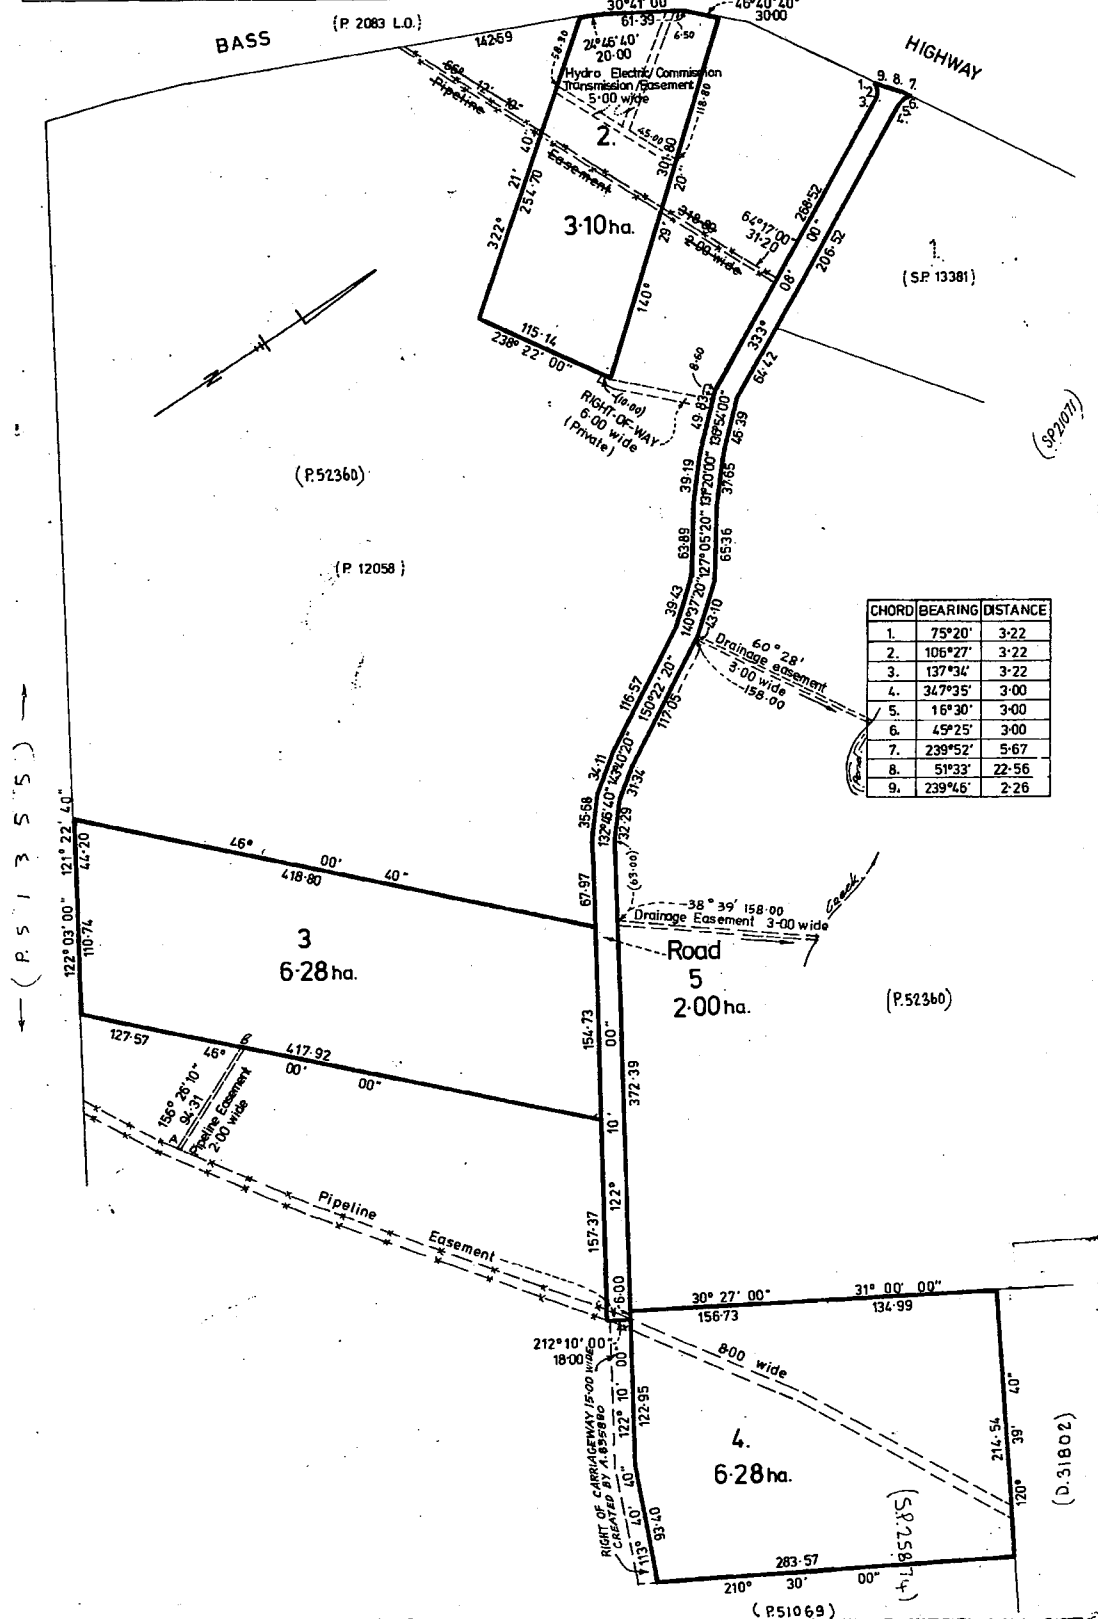 30°41'00"
61·39
46°40'40"
30·00
(P. 2083 L.O.)
BASS
142·59
HIGHWAY
58·90
24°46'40"
20·00
6·50
Hydro Electric Commission
Transmission Easement
5·00 wide
118·80
45·00
66° 12' 10"
Pipeline
Easement
318·89
2·00 wide
2.
3·10 ha.
322° 21' 40"
254·70
301·80
140° 29' 20"
115·14
238° 22' 00"
64°17'00"
31·20
1.
2.
3.
9. 8. 7.
6.
5.
4.
268·52
333° 08' 00"
206·52
64·42
1.
(S.P. 13381)
(SP21071)
N
8·60
(10·00)
RIGHT-OF-WAY
6·00 wide
(Private)
49·83
136°54'00"
46·39
39·19
131°20'00"
37·65
63·89
127°05'20"
65·36
39·43
140°37'20"
43·10
116·57
150°22'20"
117·05
34·11
143°40'20"
31·34
35·68
132°46'40"
32·29
(P.52360)
(P. 12058)
60°28'
Drainage easement
3·00 wide
158·00
(Pond)
CHORD BEARING DISTANCE
1. 75°20' 3·22
2. 106°27' 3·22
3. 137°34' 3·22
4. 347°35' 3·00
5. 16°30' 3·00
6. 45°25' 3·00
7. 239°52' 5·67
8. 51°33' 22·56
9. 239°46' 2·26
(P.51355)
121° 22' 40"
44·20
122° 03' 00"
110·74
46° 00' 40"
418·80
3
6·28 ha.
67·97
(63·00)
38° 39' 158·00
Drainage Easement 3·00 wide
Creek
Road
5
2·00 ha.
(P.52360)
154·73
122° 10' 00"
372·39
127·57
46° 00' 00"
417·92
156° 26' 10"
94·31
Pipeline Easement
2·00 wide
A
Pipeline
Easement
157·37
6·00
30° 27' 00"
156·73
31° 00' 00"
134·99
212°10'00"
18·00
8·00 wide
122° 10' 00"
122·95
RIGHT OF CARRIAGEWAY 15·00 WIDE
CREATED BY A.835880
113° 40' 40"
93·40
4.
6·28 ha.
120° 39' 40"
214·54
(D.31802)
(S.P.25874)
283·57
210° 30' 00"
(P.51069)